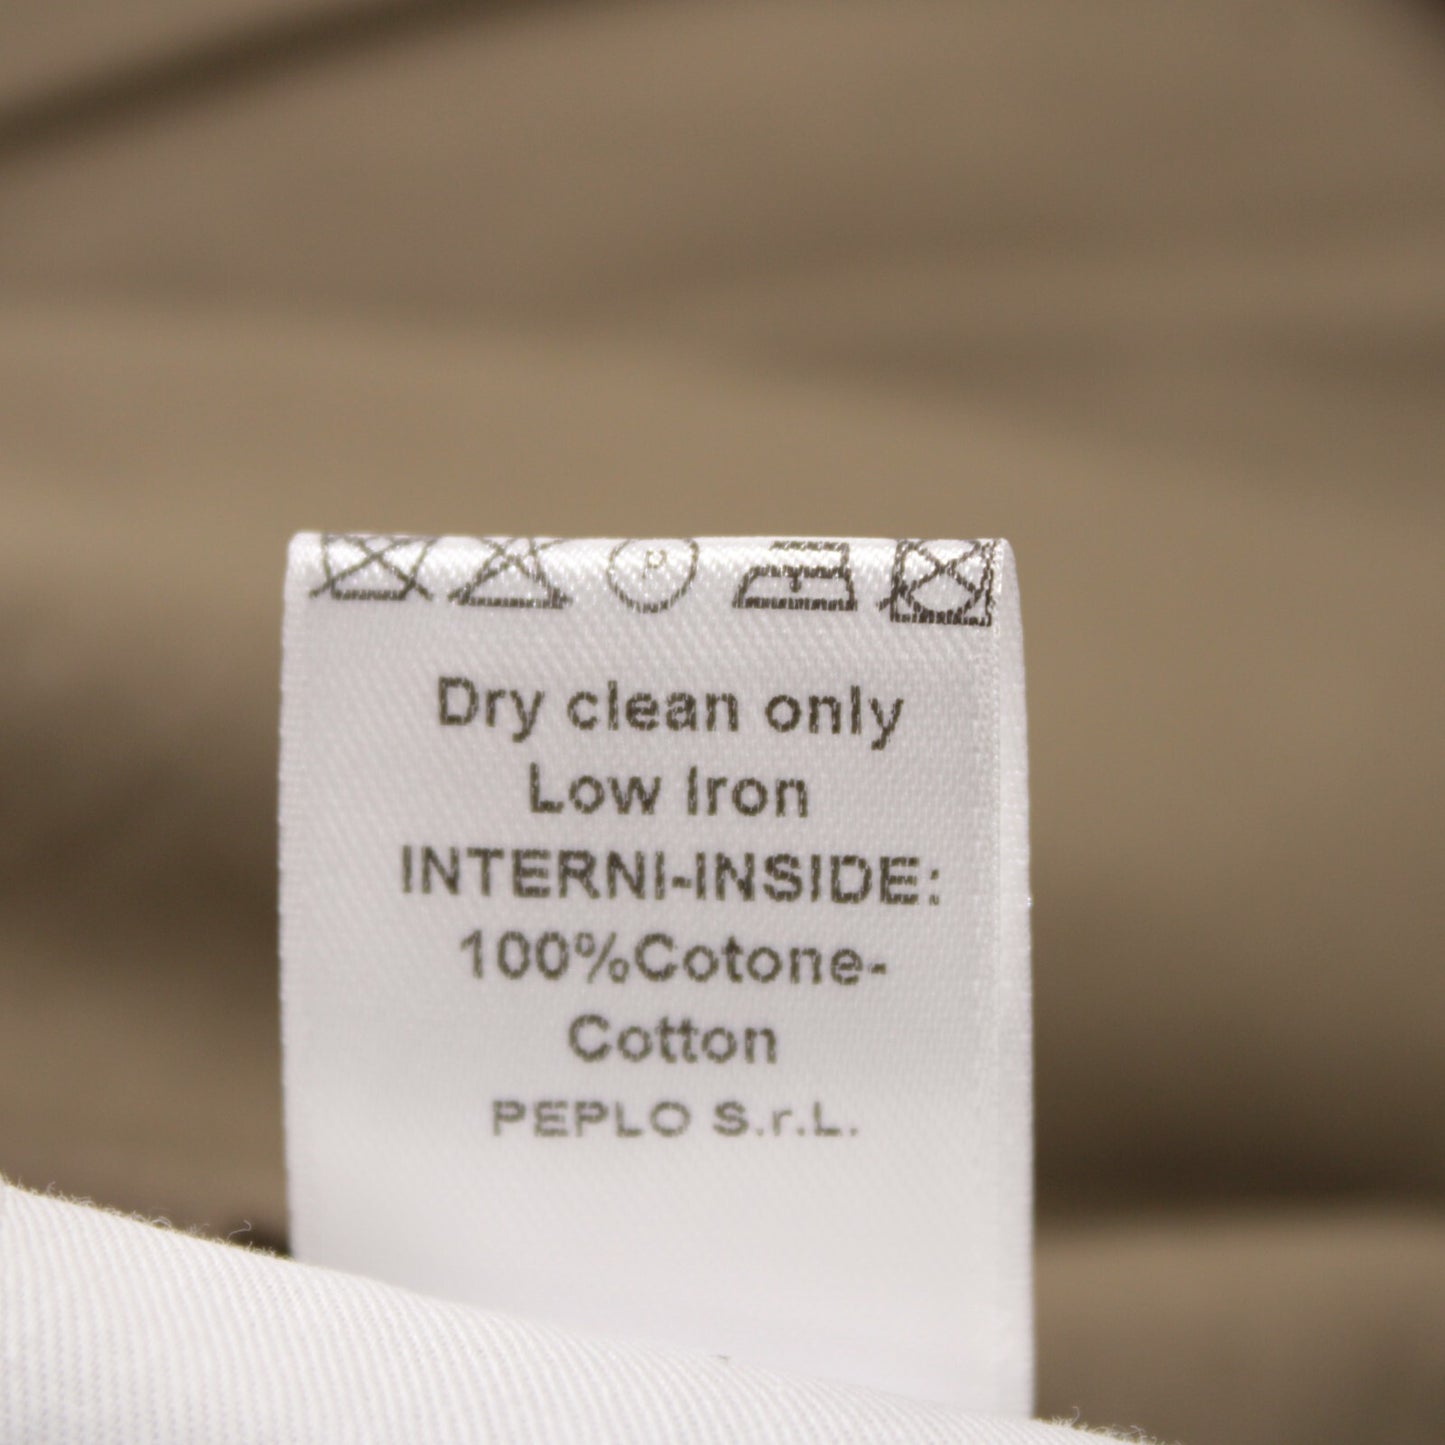 Dry clean only
Low Iron
INTERNI-INSIDE:
100%Cotone-
Cotton
PEPLO S.r.L.